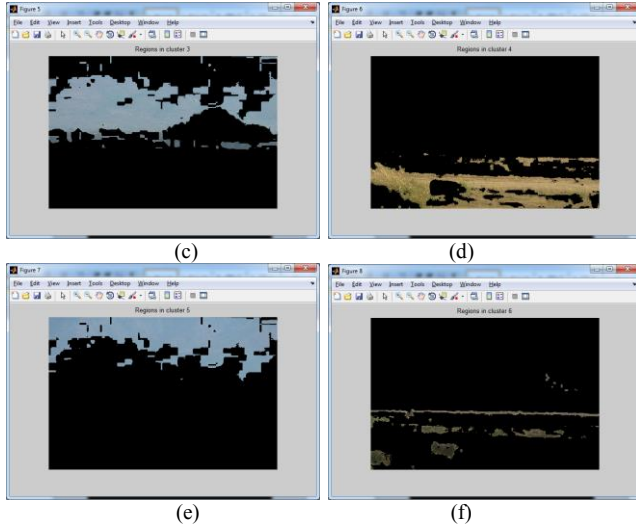 Figure 5
File Edit View Insert Tools Desktop Window Help
Regions in cluster 3
(c)
Figure 6
File Edit View Insert Tools Desktop Window Help
Regions in cluster 4
(d)
Figure 7
File Edit View Insert Tools Desktop Window Help
Regions in cluster 5
(e)
Figure 8
File Edit View Insert Tools Desktop Window Help
Regions in cluster 6
(f)